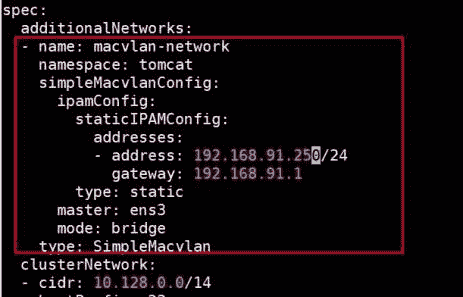 spec:
additionalNetworks:
- name: macvlan-network
namespace: tomcat
simpleMacvlanConfig:
ipamConfig:
staticIPAMConfig:
addresses:
- address: 192.168.91.250/24
gateway: 192.168.91.1
type: static
master: ens3
mode: bridge
type: SimpleMacvlan
clusterNetwork:
- cidr: 10.128.0.0/14